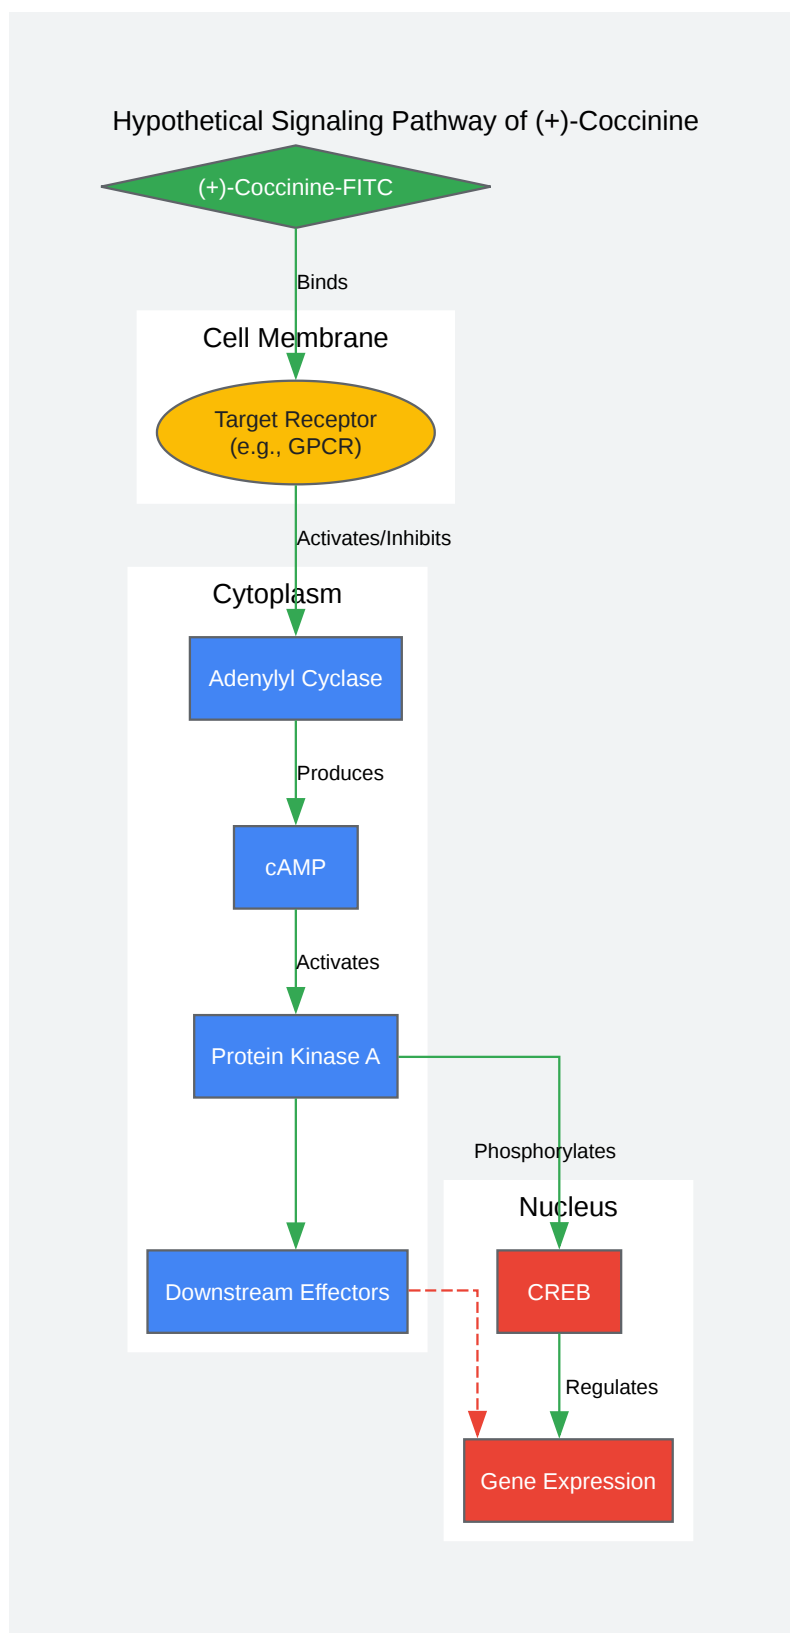 Hypothetical Signaling Pathway of (+)-Coccinine
(+)-Coccinine-FITC
Binds
Cell Membrane
Target Receptor
(e.g., GPCR)
Activates/Inhibits
Cytoplasm
Adenylyl Cyclase
Produces
cAMP
Activates
Protein Kinase A
Phosphorylates
Nucleus
Downstream Effectors
CREB
Regulates
Gene Expression